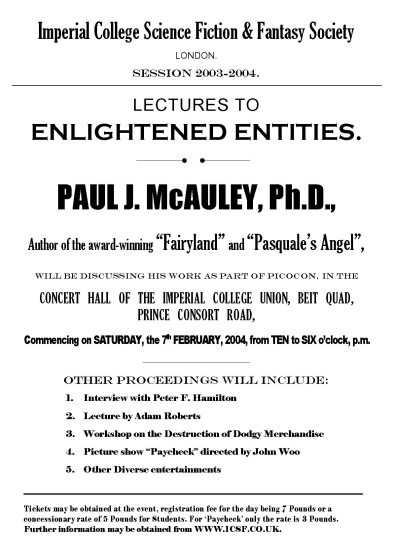 Imperial College Science Fiction & Fantasy Society
LONDON.
SESSION 2003-2004.
LECTURES TO
ENLIGHTENED ENTITIES.
PAUL J. McAULEY, Ph.D.,
Author of the award-winning "Fairyland" and "Pasquale's Angel",
WILL BE DISCUSSING HIS WORK AS PART OF PICOCON, IN THE
CONCERT HALL OF THE IMPERIAL COLLEGE UNION, BEIT QUAD,
PRINCE CONSORT ROAD,
Commencing on SATURDAY, the 7th FEBRUARY, 2004, from TEN to SIX o'clock, p.m.
OTHER PROCEEDINGS WILL INCLUDE:
1. Interview with Peter F. Hamilton
2. Lecture by Adam Roberts
3. Workshop on the Destruction of Dodgy Merchandise
4. Picture show "Paycheck" directed by John Woo
5. Other Diverse entertainments
Tickets may be obtained at the event, registration fee for the day being 7 Pounds or a
concessionary rate of 5 Pounds for Students. For 'Paycheck' only the rate is 3 Pounds.
Further information may be obtained from WWW.ICSF.CO.UK.